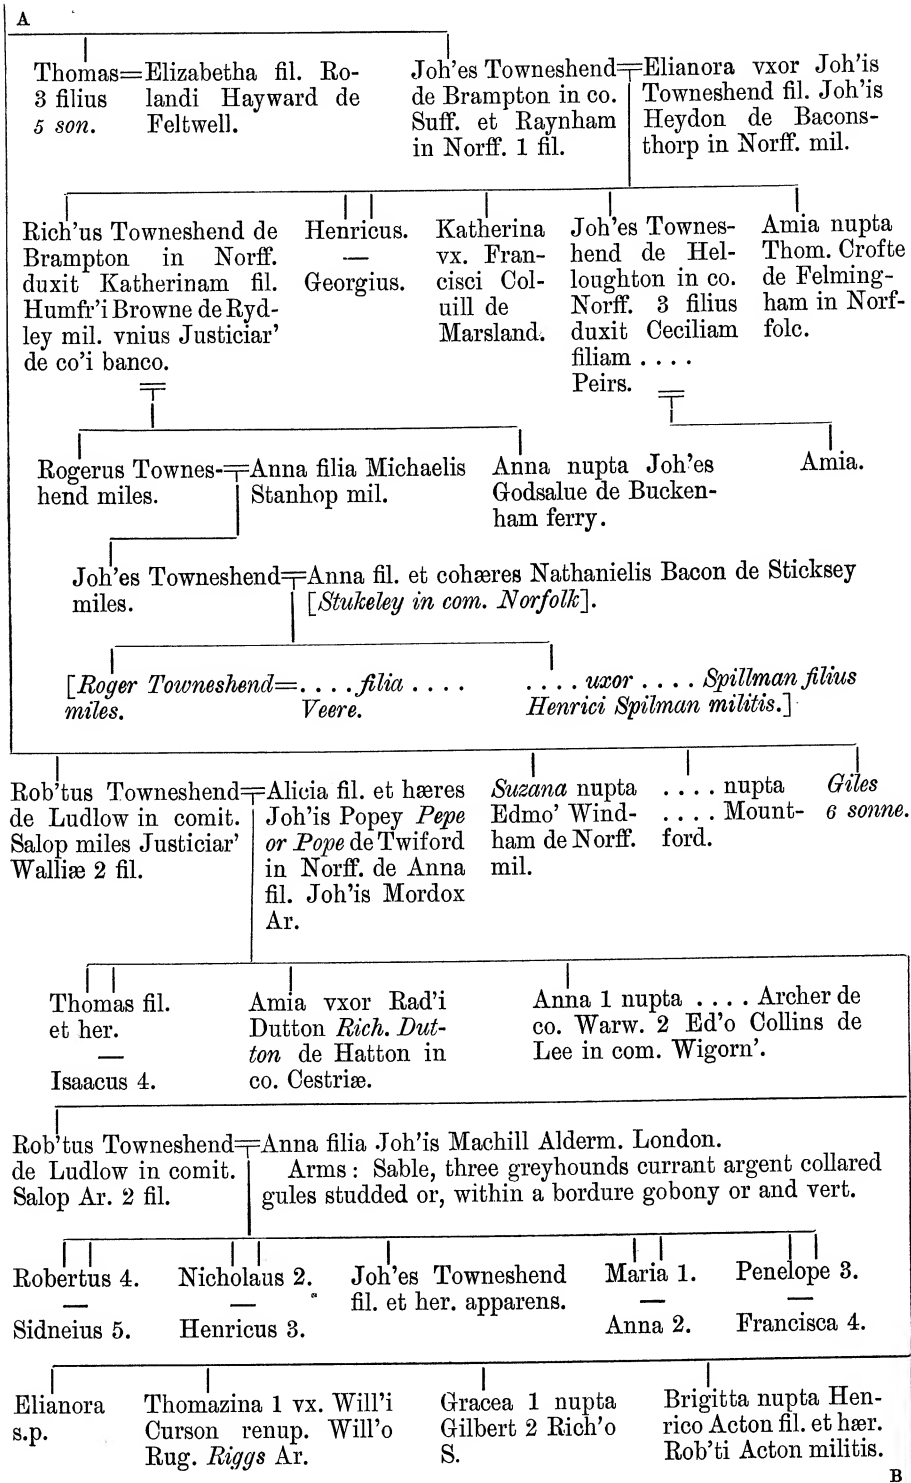 A
Thomas=Elizabetha fil. Ro-
3 filius landi Hayward de
5 son. Feltwell.
Joh'es Towneshend=Elianora vxor Joh'is
de Brampton in co. Towneshend fil. Joh'is
Suff. et Raynham Heydon de Bacons-
in Norff. 1 fil. thorp in Norff. mil.
Rich'us Towneshend de
Brampton in Norff.
duxit Katherinam fil.
Humfr'i Browne de Ryd-
ley mil. vnius Justiciar'
de co'i banco.
Henricus.
—
Georgius.
Katherina
vx. Fran-
cisci Col-
uill de
Marsland.
Joh'es Townes-
hend de Hel-
loughton in co.
Norff. 3 filius
duxit Ceciliam
filiam . . . .
Peirs.
Amia nupta
Thom. Crofte
de Felming-
ham in Norf-
folc.
Rogerus Townes-=Anna filia Michaelis
hend miles. Stanhop mil.
Anna nupta Joh'es
Godsalue de Bucken-
ham ferry.
Amia.
Joh'es Towneshend=Anna fil. et cohæres Nathanielis Bacon de Sticksey
miles. [Stukeley in com. Norfolk].
[Roger Towneshend=. . . . filia . . . .
miles. Veere.
. . . . uxor . . . . Spillman filius
Henrici Spilman militis.]
Rob'tus Towneshend=Alicia fil. et hæres
de Ludlow in comit. Joh'is Popey Pepe
Salop miles Justiciar' or Pope de Twiford
Walliæ 2 fil. in Norff. de Anna
fil. Joh'is Mordox
Ar.
Suzana nupta
Edmo' Wind-
ham de Norff.
mil.
. . . . nupta
. . . . Mount-
ford.
Giles
6 sonne.
Thomas fil.
et her.
—
Isaacus 4.
Amia vxor Rad'i
Dutton Rich. Dut-
ton de Hatton in
co. Cestriæ.
Anna 1 nupta . . . . Archer de
co. Warw. 2 Ed'o Collins de
Lee in com. Wigorn'.
Rob'tus Towneshend=Anna filia Joh'is Machill Alderm. London.
de Ludlow in comit. Arms: Sable, three greyhounds currant argent collared
Salop Ar. 2 fil. gules studded or, within a bordure gobony or and vert.
Robertus 4.
—
Sidneius 5.
Nicholaus 2.
—
Henricus 3.
Joh'es Towneshend
fil. et her. apparens.
Maria 1.
—
Anna 2.
Penelope 3.
—
Francisca 4.
Elianora
s.p.
Thomazina 1 vx. Will'i
Curson renup. Will'o
Rug. Riggs Ar.
Gracea 1 nupta
Gilbert 2 Rich'o
S.
Brigitta nupta Hen-
rico Acton fil. et hær.
Rob'ti Acton militis.
B